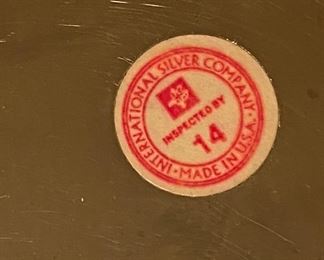 INTERNATIONAL SILVER COMPANY ·
· MADE IN U.S.A.
INSPECTED BY
14